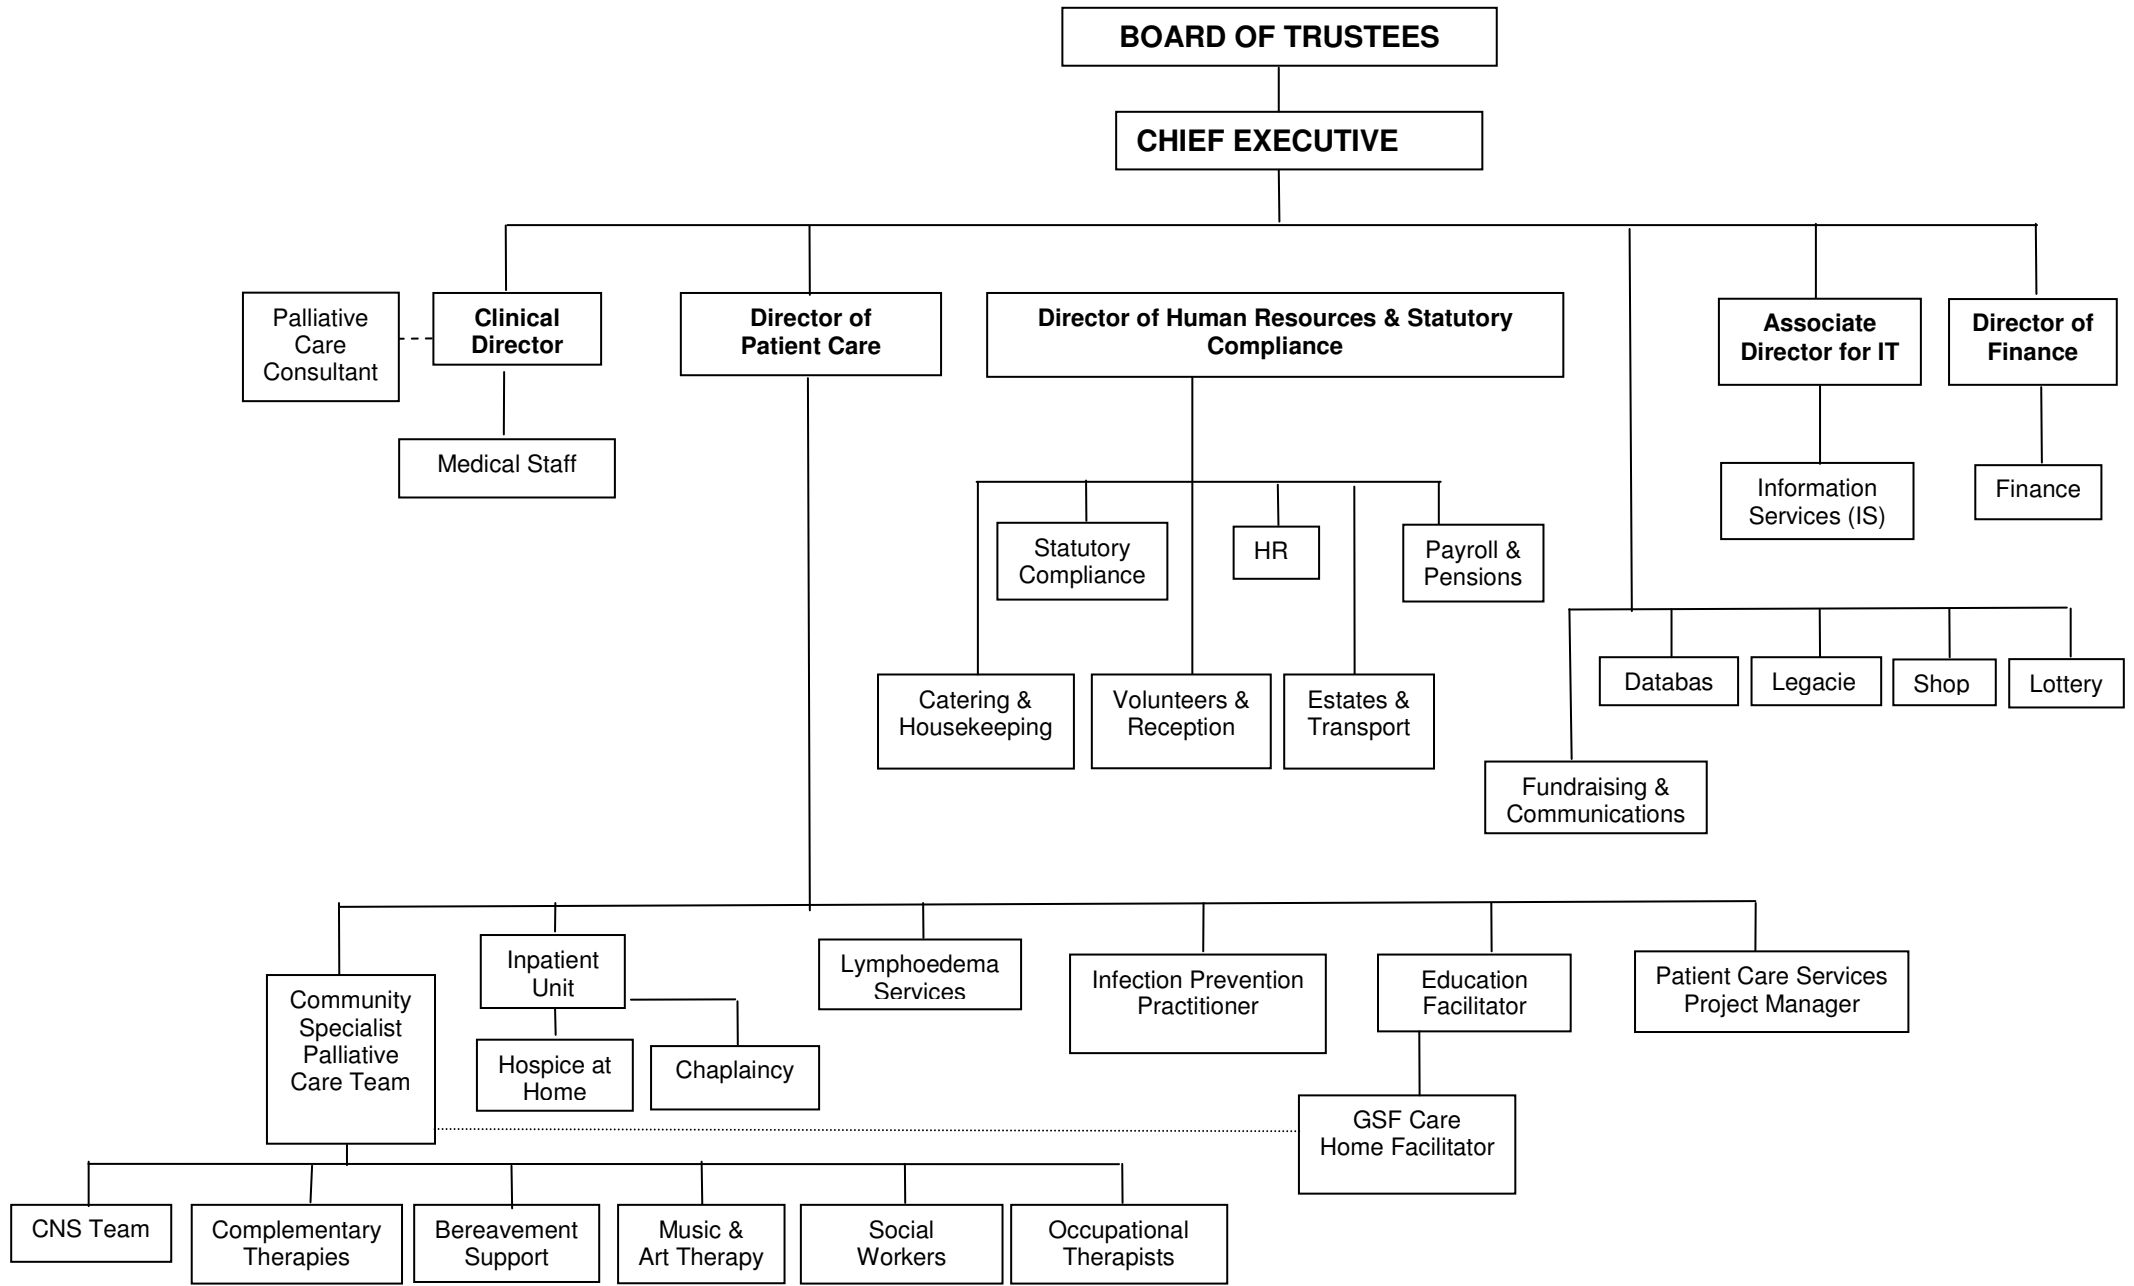 BOARD OF TRUSTEES
CHIEF EXECUTIVE
Palliative
Care
Consultant
Clinical
Director
Director of
Patient Care
Director of Human Resources & Statutory
Compliance
Associate
Director for IT
Director of
Finance
Medical Staff
Information
Services (IS)
Finance
Statutory
Compliance
HR
Payroll &
Pensions
Catering &
Housekeeping
Volunteers &
Reception
Estates &
Transport
Databas
Legacie
Shop
Lottery
Fundraising &
Communications
Community
Specialist
Palliative
Care Team
Inpatient
Unit
Lymphoedema
Services
Infection Prevention
Practitioner
Education
Facilitator
Patient Care Services
Project Manager
Hospice at
Home
Chaplaincy
GSF Care
Home Facilitator
CNS Team
Complementary
Therapies
Bereavement
Support
Music &
Art Therapy
Social
Workers
Occupational
Therapists